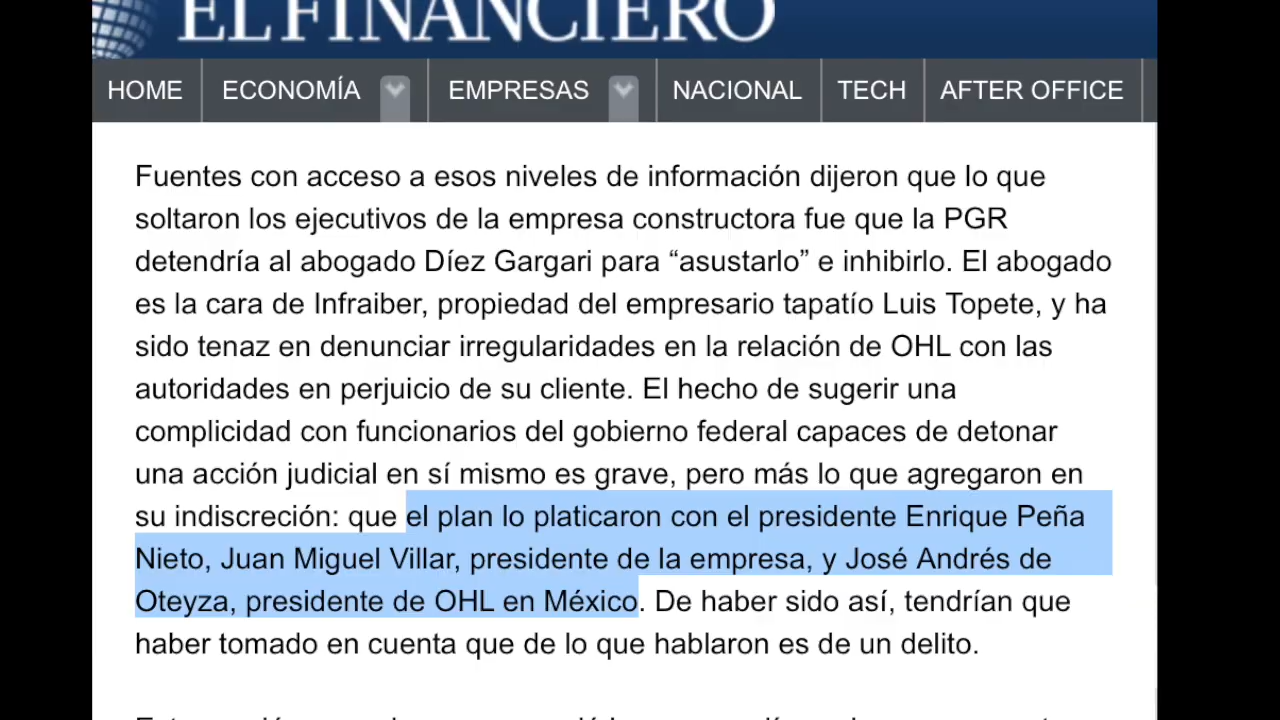 EL FINANCIERO
HOME ECONOMÍA EMPRESAS NACIONAL TECH AFTER OFFICE
Fuentes con acceso a esos niveles de información dijeron que lo que
soltaron los ejecutivos de la empresa constructora fue que la PGR
detendría al abogado Díez Gargari para “asustarlo” e inhibirlo. El abogado
es la cara de Infraiber, propiedad del empresario tapatío Luis Topete, y ha
sido tenaz en denunciar irregularidades en la relación de OHL con las
autoridades en perjuicio de su cliente. El hecho de sugerir una
complicidad con funcionarios del gobierno federal capaces de detonar
una acción judicial en sí mismo es grave, pero más lo que agregaron en
su indiscreción: que el plan lo platicaron con el presidente Enrique Peña
Nieto, Juan Miguel Villar, presidente de la empresa, y José Andrés de
Oteyza, presidente de OHL en México. De haber sido así, tendrían que
haber tomado en cuenta que de lo que hablaron es de un delito.